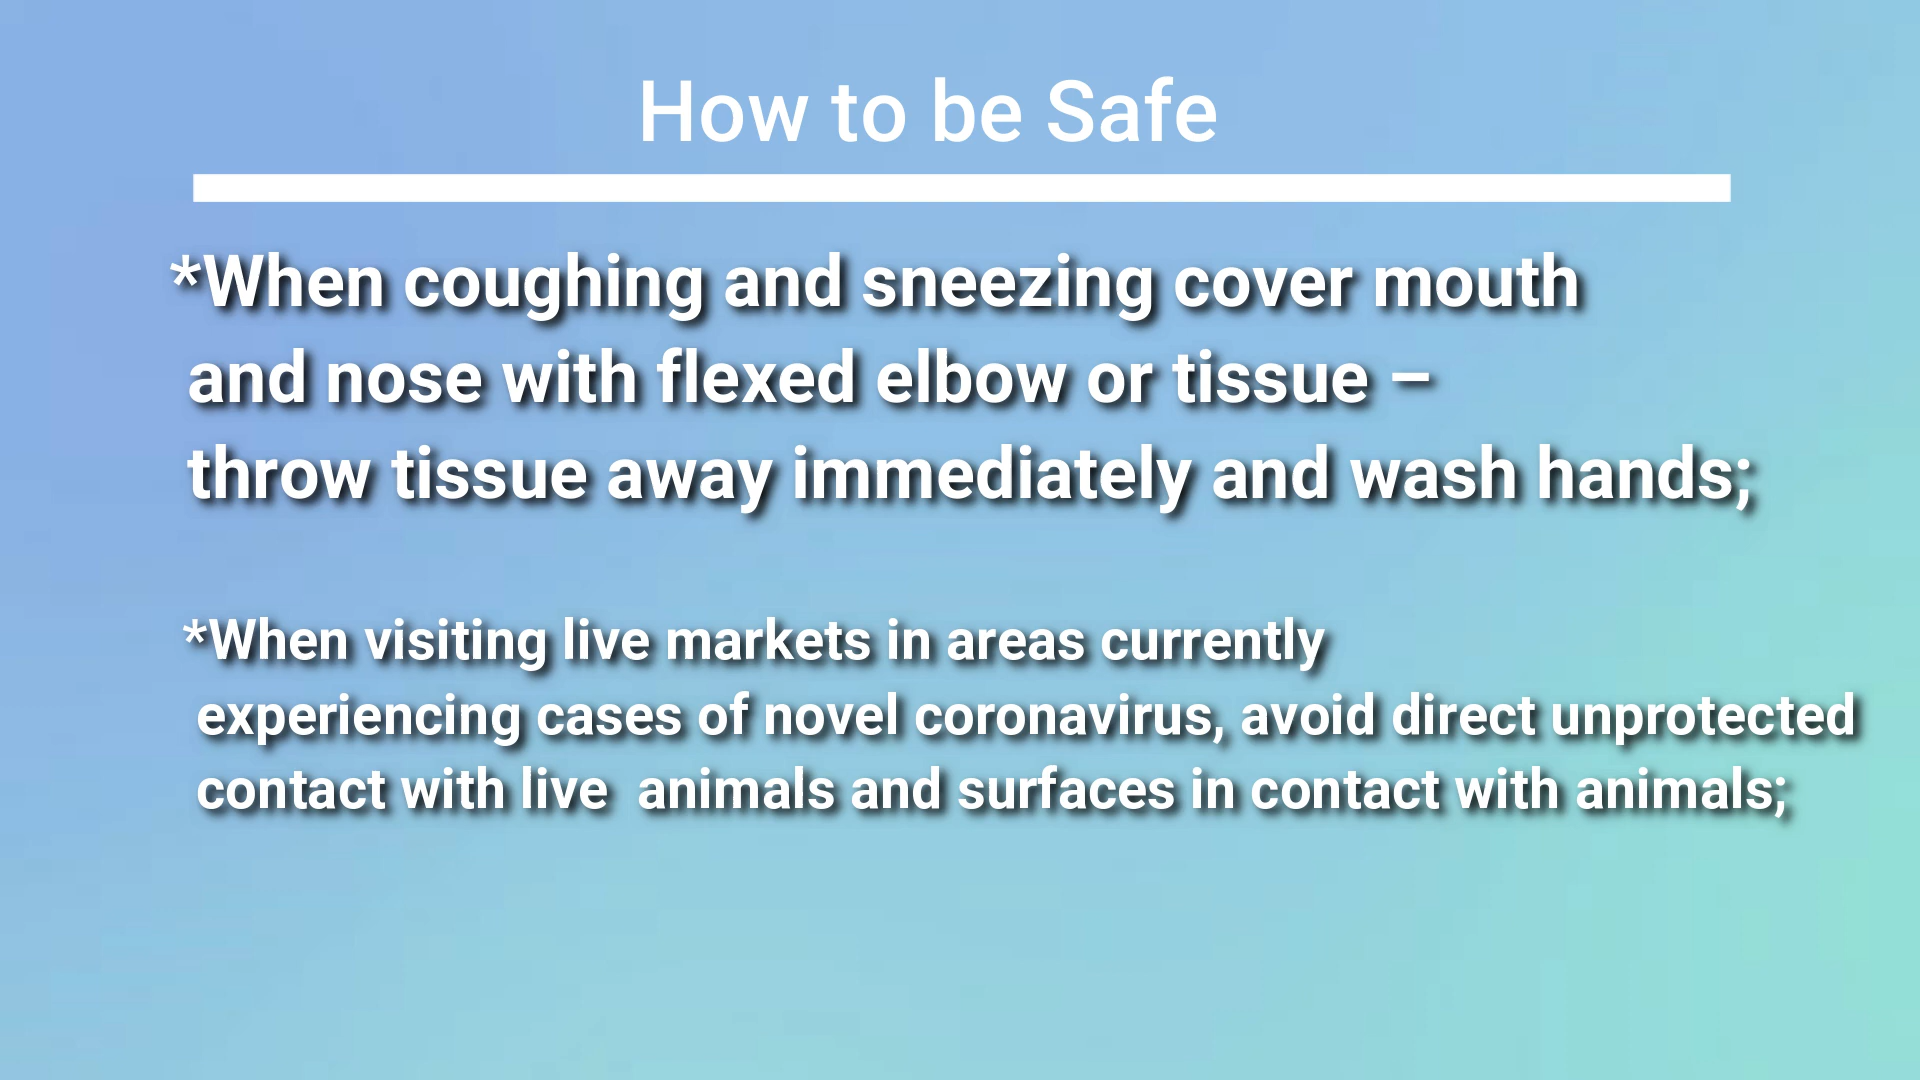 How to be Safe
*When coughing and sneezing cover mouth
and nose with flexed elbow or tissue –
throw tissue away immediately and wash hands;
*When visiting live markets in areas currently
experiencing cases of novel coronavirus, avoid direct unprotected
contact with live  animals and surfaces in contact with animals;